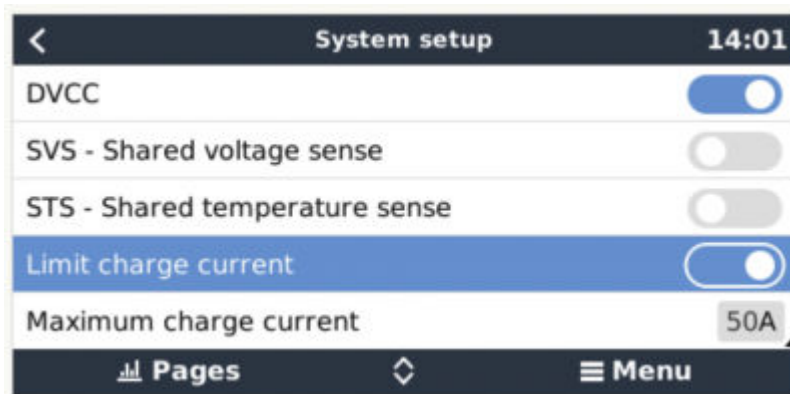 System setup 14:01
DVCC
SVS - Shared voltage sense
STS - Shared temperature sense
Limit charge current
Maximum charge current 50A
Pages Menu